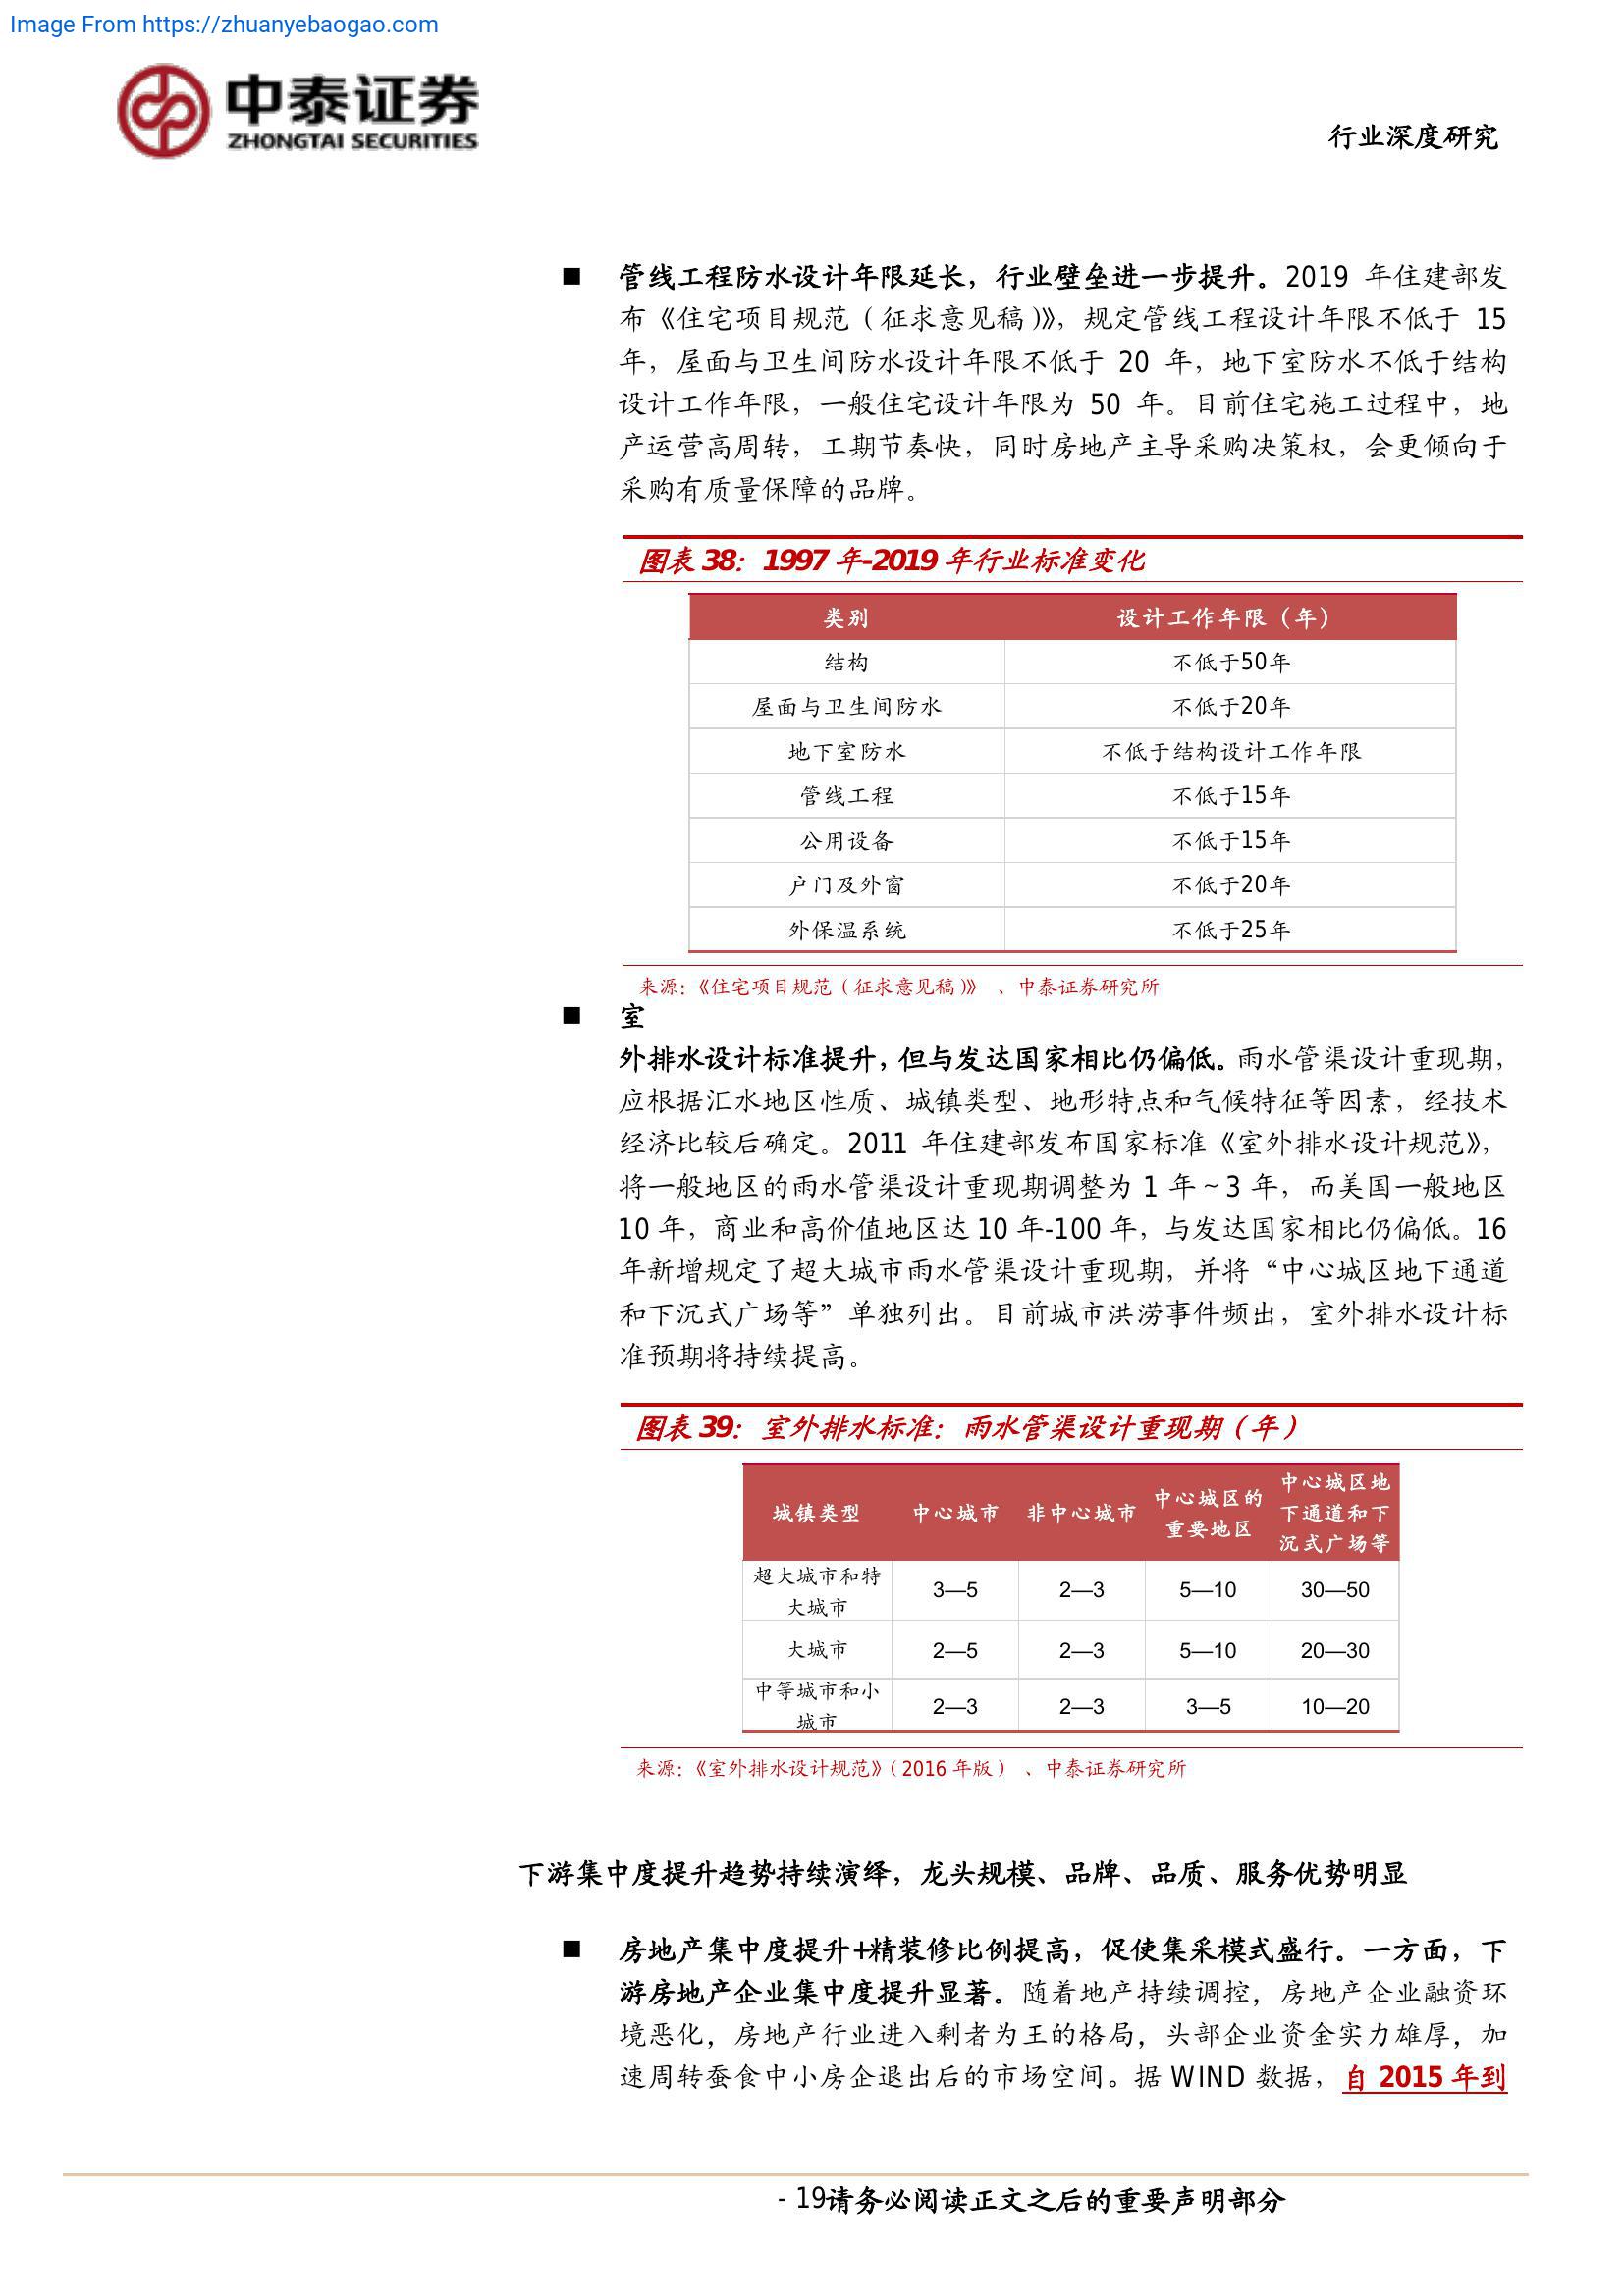 Image From https://zhuanyebaogao.com
中泰证券
ZHONGTAI SECURITIES
行业深度研究
■ 管线工程防水设计年限延长，行业壁垒进一步提升。2019 年住建部发
布《住宅项目规范（征求意见稿）》，规定管线工程设计年限不低于 15
年，屋面与卫生间防水设计年限不低于 20 年，地下室防水不低于结构
设计工作年限，一般住宅设计年限为 50 年。目前住宅施工过程中，地
产运营高周转，工期节奏快，同时房地产主导采购决策权，会更倾向于
采购有质量保障的品牌。
图表 38：1997 年-2019 年行业标准变化
类别 设计工作年限（年）
结构 不低于50年
屋面与卫生间防水 不低于20年
地下室防水 不低于结构设计工作年限
管线工程 不低于15年
公用设备 不低于15年
户门及外窗 不低于20年
外保温系统 不低于25年
来源：《住宅项目规范（征求意见稿）》 、中泰证券研究所
■ 室
外排水设计标准提升，但与发达国家相比仍偏低。雨水管渠设计重现期，
应根据汇水地区性质、城镇类型、地形特点和气候特征等因素，经技术
经济比较后确定。2011 年住建部发布国家标准《室外排水设计规范》，
将一般地区的雨水管渠设计重现期调整为 1 年～3 年，而美国一般地区
10 年，商业和高价值地区达 10 年-100 年，与发达国家相比仍偏低。16
年新增规定了超大城市雨水管渠设计重现期，并将“中心城区地下通道
和下沉式广场等”单独列出。目前城市洪涝事件频出，室外排水设计标
准预期将持续提高。
图表 39：室外排水标准：雨水管渠设计重现期（年）
城镇类型 中心城市 非中心城市 中心城区的重要地区 中心城区地下通道和下沉式广场等
超大城市和特大城市 3—5 2—3 5—10 30—50
大城市 2—5 2—3 5—10 20—30
中等城市和小城市 2—3 2—3 3—5 10—20
来源：《室外排水设计规范》（2016 年版） 、中泰证券研究所
下游集中度提升趋势持续演绎，龙头规模、品牌、品质、服务优势明显
■ 房地产集中度提升+精装修比例提高，促使集采模式盛行。一方面，下
游房地产企业集中度提升显著。随着地产持续调控，房地产企业融资环
境恶化，房地产行业进入剩者为王的格局，头部企业资金实力雄厚，加
速周转蚕食中小房企退出后的市场空间。据 WIND 数据，自 2015 年到
- 19请务必阅读正文之后的重要声明部分